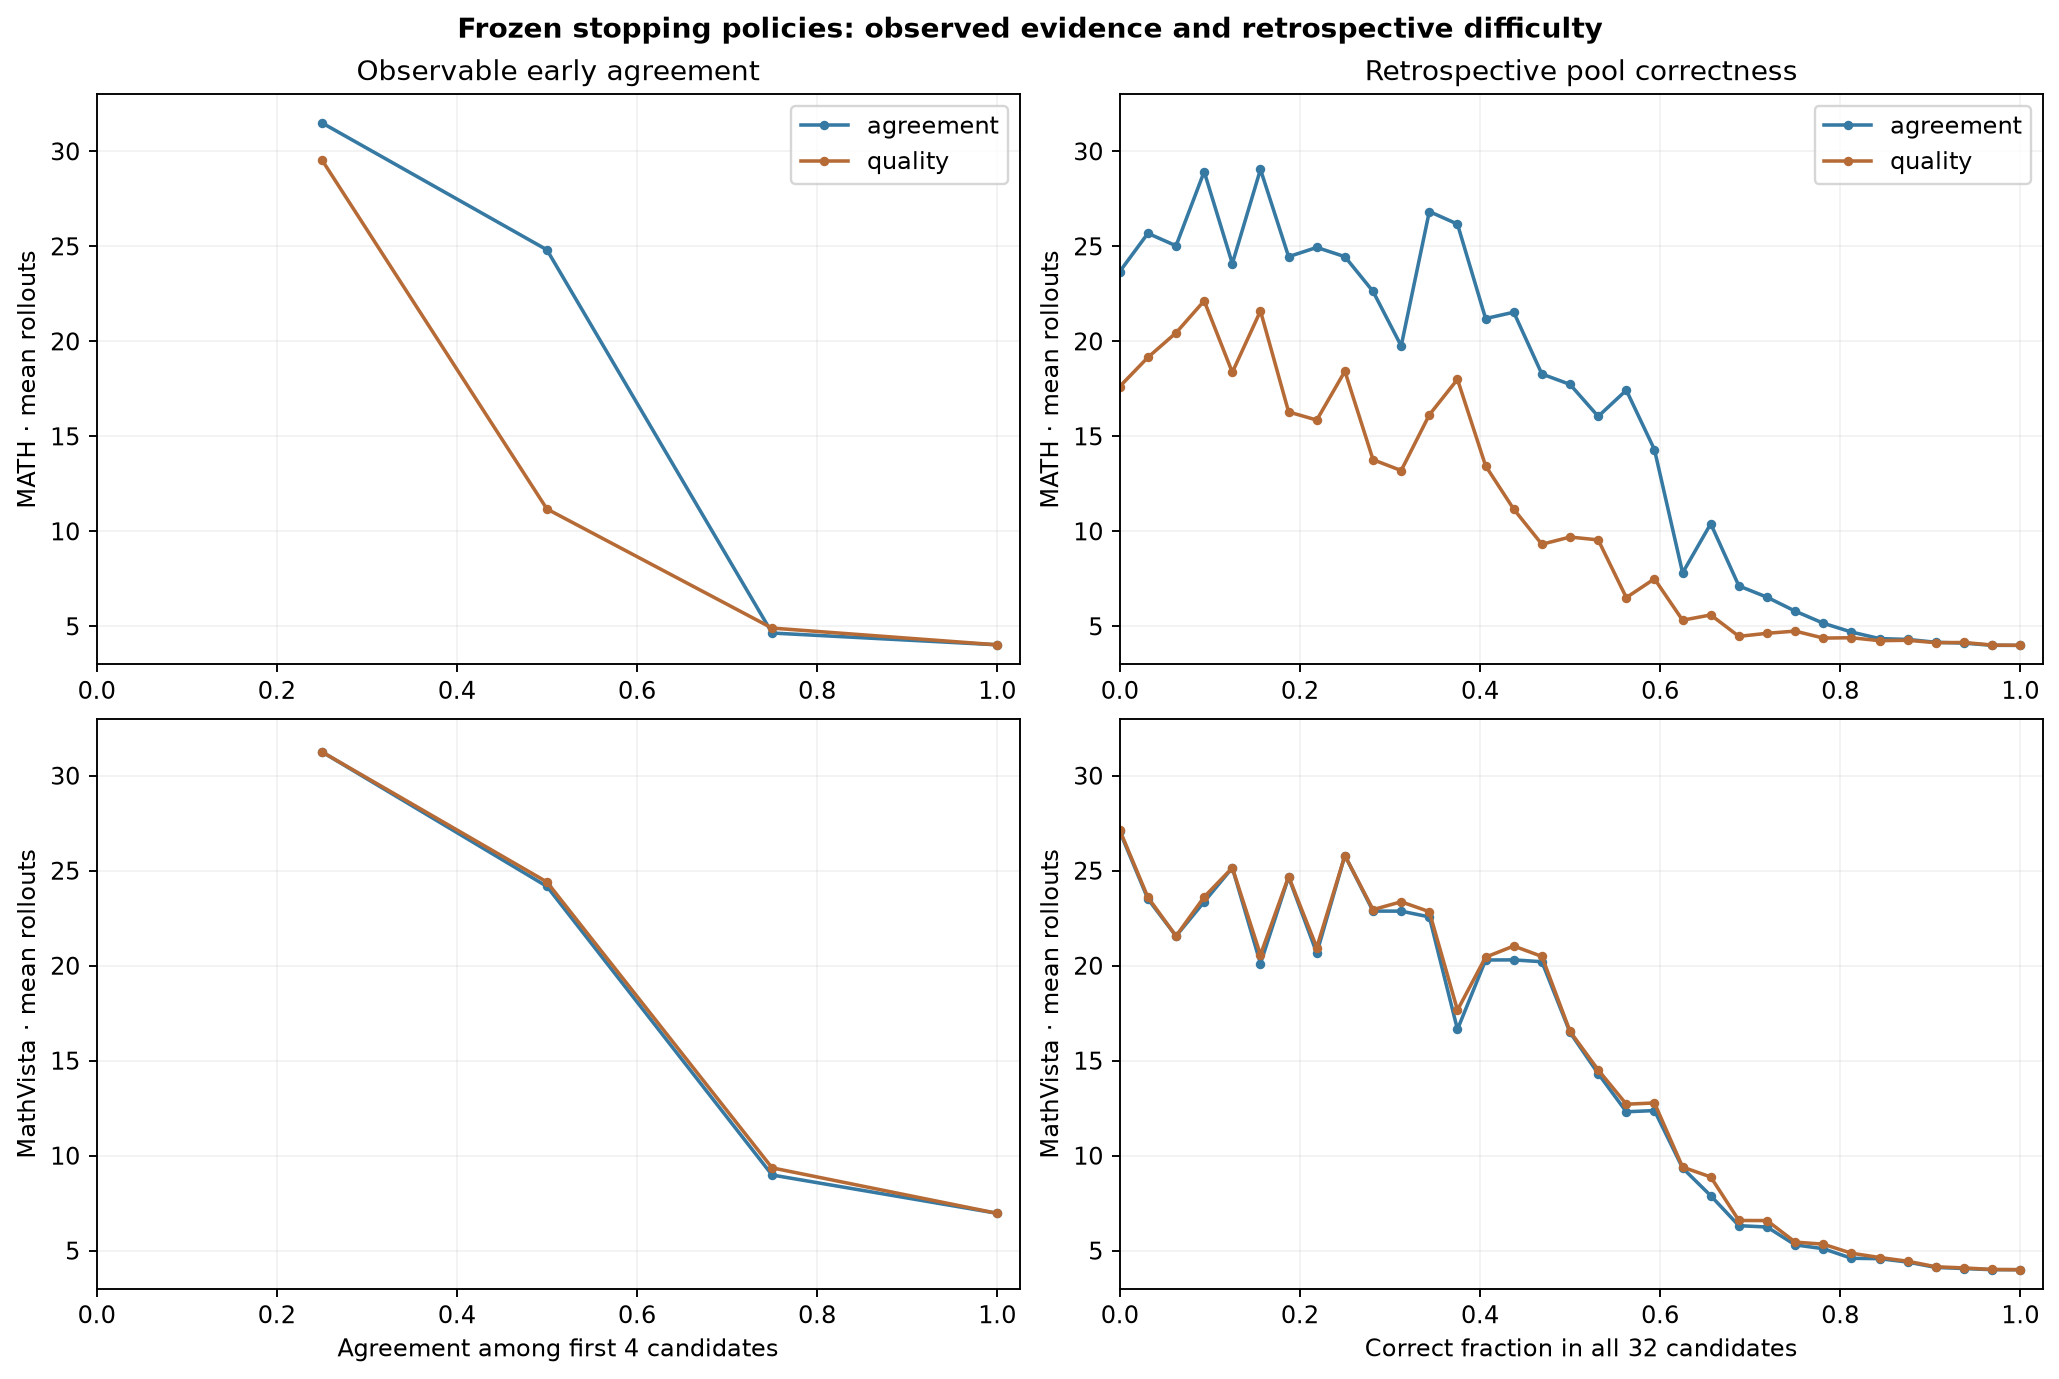 Frozen stopping policies: observed evidence and retrospective difficulty
Observable early agreement
agreement
quality
MATH · mean rollouts
30
25
20
15
10
5
0.0 0.2 0.4 0.6 0.8 1.0
Retrospective pool correctness
agreement
quality
MATH · mean rollouts
30
25
20
15
10
5
0.0 0.2 0.4 0.6 0.8 1.0
MathVista · mean rollouts
30
25
20
15
10
5
0.0 0.2 0.4 0.6 0.8 1.0
Agreement among first 4 candidates
MathVista · mean rollouts
30
25
20
15
10
5
0.0 0.2 0.4 0.6 0.8 1.0
Correct fraction in all 32 candidates